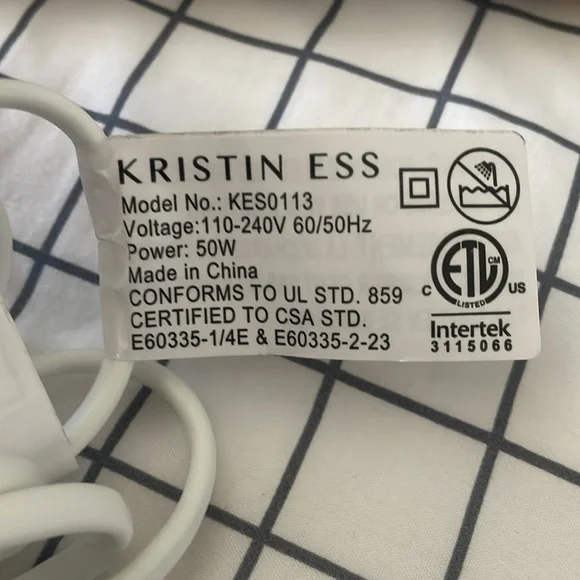 KRISTIN ESS
Model No.: KES0113
Voltage:110-240V 60/50Hz
Power: 50W
Made in China
CONFORMS TO UL STD. 859
CERTIFIED TO CSA STD.
E60335-1/4E & E60335-2-23
ETL CM
C LISTED US
Intertek
3115066